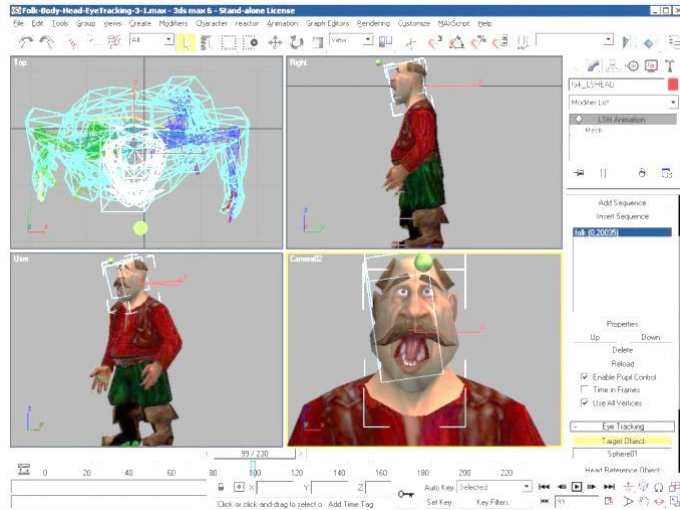 Folk-Body-Head-EyeTracking-3-1.max - 3ds max 6 - Stand-alone License
File Edit Tools Group Views Create Modifiers Character reactor Animation Graph Editors Rendering Customize MAXScript Help
All
View
Top
Right
User
Camera02
folk_LSHEAD
Modifier List
LSH Animation
Mesh
Add Sequence
Insert Sequence
folk (0,20035)
Properties
Up Down
Delete
Reload
Enable Pupil Control
Time in Frames
Use All Vertices
- Eye Tracking
Target Object
Sphere01
Head Reference Object
< 99 / 230 >
0 20 40 60 80 100 120 140 160 180 200 220
X Y Z
Auto Key Selected
Click or click-and-drag to select o Add Time Tag
Set Key Key Filters
99